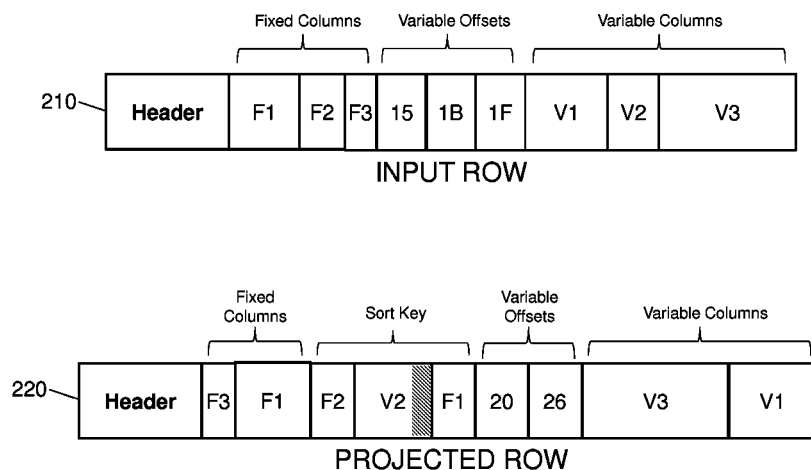 Fixed Columns Variable Offsets Variable Columns
210 Header F1 F2 F3 15 1B 1F V1 V2 V3
INPUT ROW
Fixed Columns Sort Key Variable Offsets Variable Columns
220 Header F3 F1 F2 V2 F1 20 26 V3 V1
PROJECTED ROW